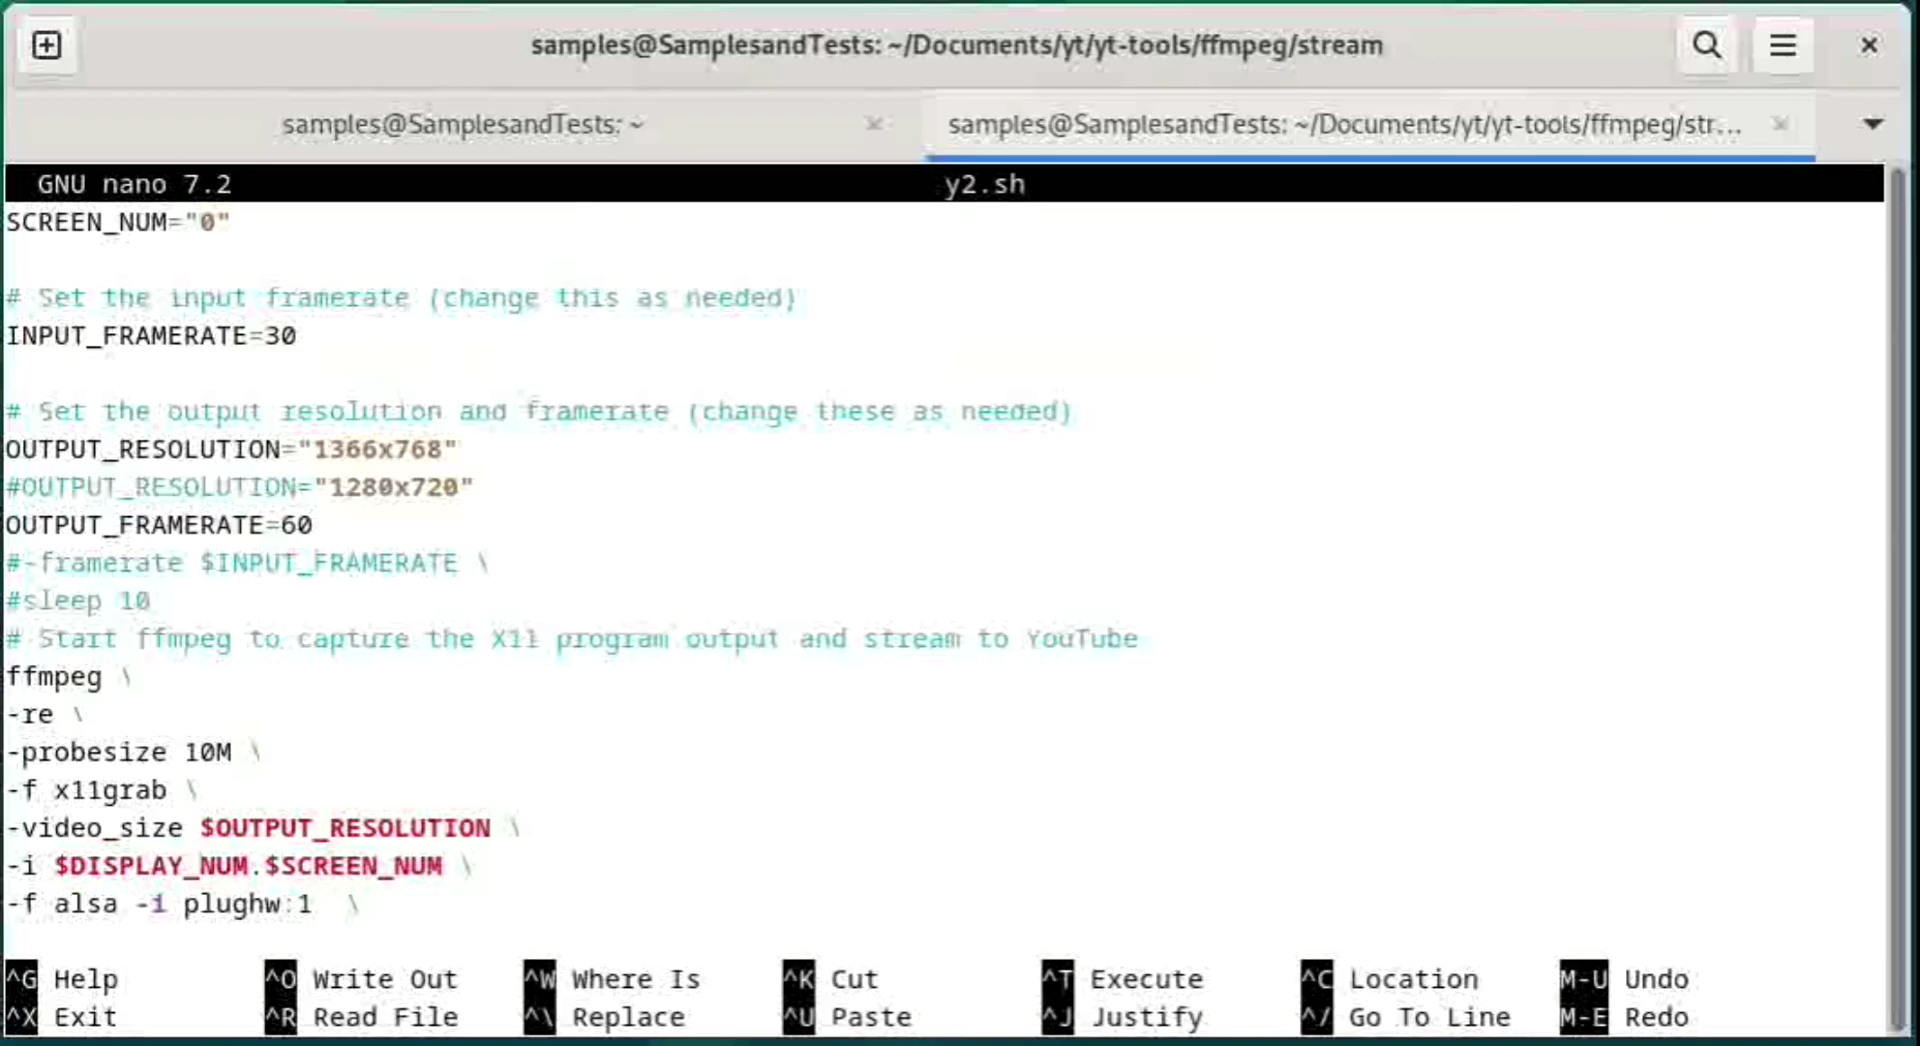 samples@SamplesandTests: ~/Documents/yt/yt-tools/ffmpeg/stream
samples@SamplesandTests: ~
samples@SamplesandTests: ~/Documents/yt/yt-tools/ffmpeg/str...
GNU nano 7.2 y2.sh
SCREEN_NUM="0"
# Set the input framerate (change this as needed)
INPUT_FRAMERATE=30
# Set the output resolution and framerate (change these as needed)
OUTPUT_RESOLUTION="1366x768"
#OUTPUT_RESOLUTION="1280x720"
OUTPUT_FRAMERATE=60
#-framerate $INPUT_FRAMERATE \
#sleep 10
# Start ffmpeg to capture the X11 program output and stream to YouTube
ffmpeg \
-re \
-probesize 10M \
-f x11grab \
-video_size $OUTPUT_RESOLUTION \
-i $DISPLAY_NUM.$SCREEN_NUM \
-f alsa -i plughw:1 \
^G Help ^O Write Out ^W Where Is ^K Cut ^T Execute ^C Location M-U Undo
^X Exit ^R Read File ^\ Replace ^U Paste ^J Justify ^/ Go To Line M-E Redo